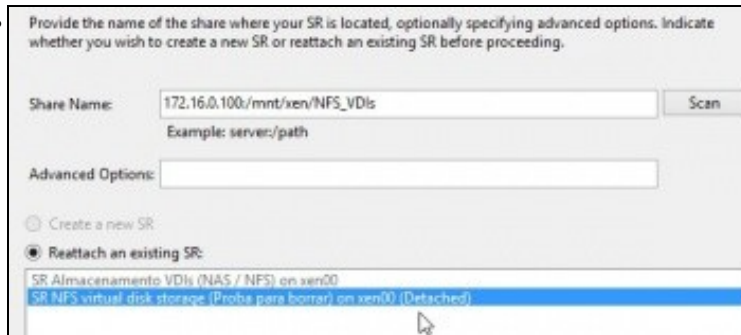 Provide the name of the share where your SR is located, optionally specifying advanced options. Indicate
whether you wish to create a new SR or reattach an existing SR before proceeding.
Share Name: 172.16.0.100:/mnt/xen/NFS_VDIs Scan
Example: server:/path
Advanced Options:
Create a new SR
Reattach an existing SR:
SR Almacenamento VDIs (NAS / NFS) on xen00
SR NFS virtual disk storage (Proba para borrar) on xen00 (Detached)